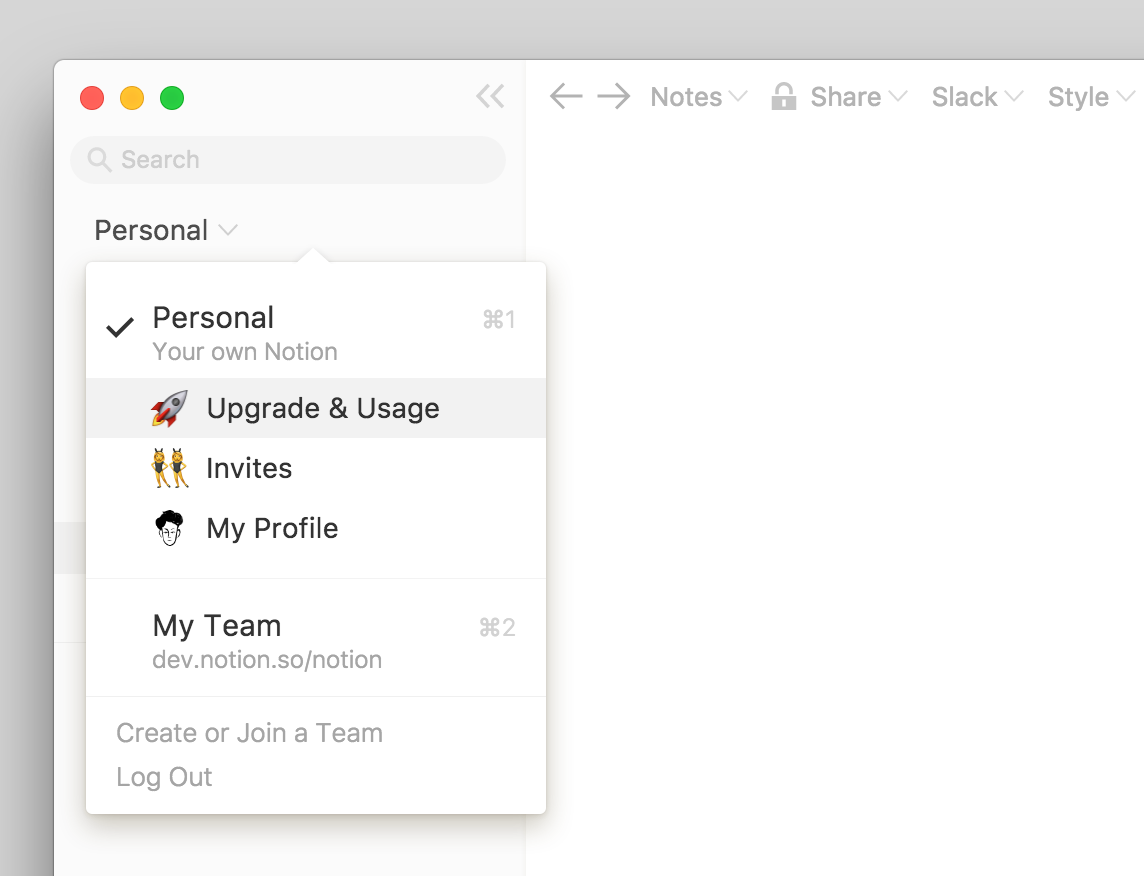 Notes Share Slack Style
Search
Personal
Personal ⌘1
Your own Notion
Upgrade & Usage
Invites
My Profile
My Team ⌘2
dev.notion.so/notion
Create or Join a Team
Log Out